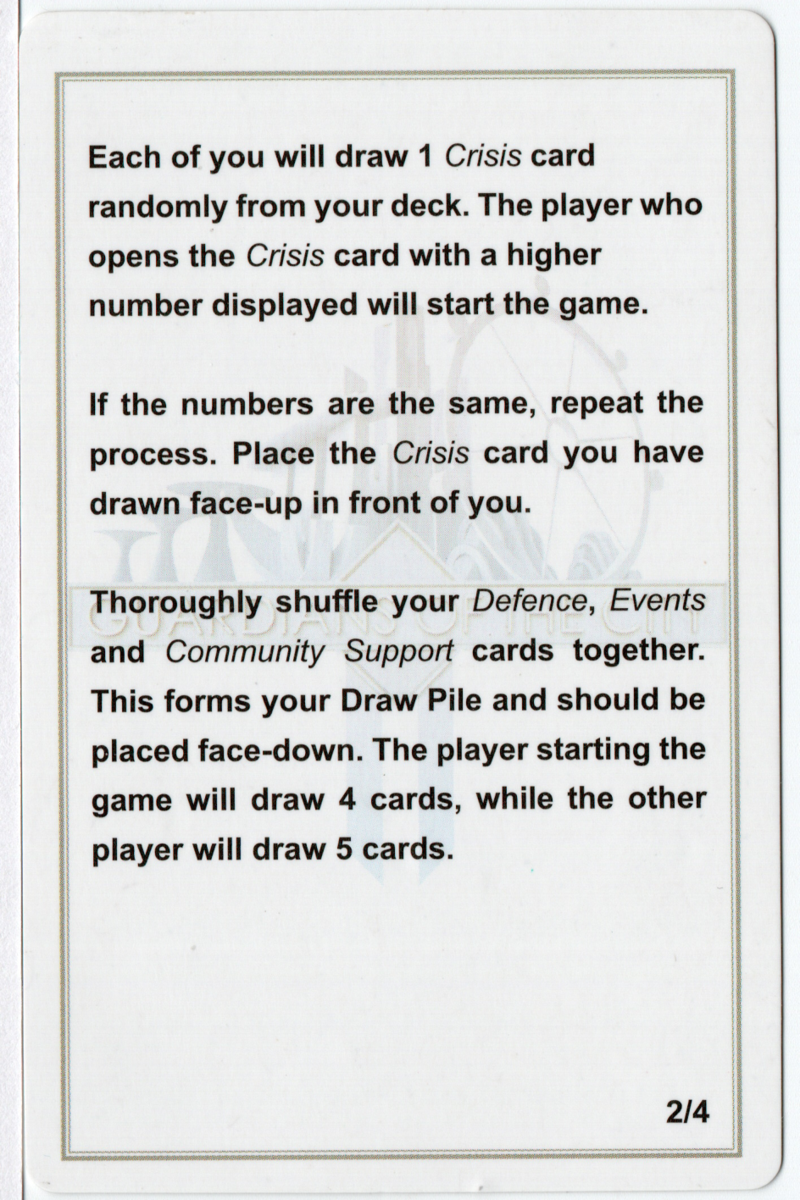 Each of you will draw 1 Crisis card
randomly from your deck. The player who
opens the Crisis card with a higher
number displayed will start the game.
If the numbers are the same, repeat the
process. Place the Crisis card you have
drawn face-up in front of you.
Thoroughly shuffle your Defence, Events
GUARDIANS OF THE CITY
and Community Support cards together.
This forms your Draw Pile and should be
placed face-down. The player starting the
game will draw 4 cards, while the other
player will draw 5 cards.
2/4